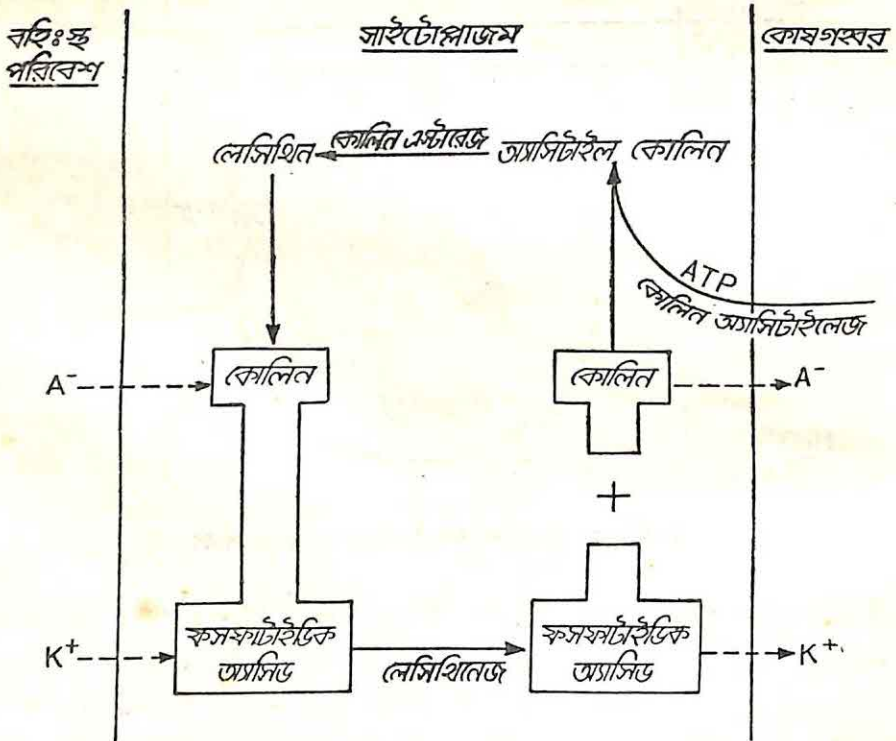 বহিঃস্থ
পরিবেশ
সাইটোপ্লাজম
কোষগহ্বর
লেসিথিন
কোলিন এস্টারেজ
অ্যাসিটাইল কোলিন
ATP
কোলিন অ্যাসিটাইলেজ
A⁻
কোলিন
কোলিন
A⁻
+
K⁺
ফসফাটাইডিক
অ্যাসিড
লেসিথিনেজ
ফসফাটাইডিক
অ্যাসিড
K⁺